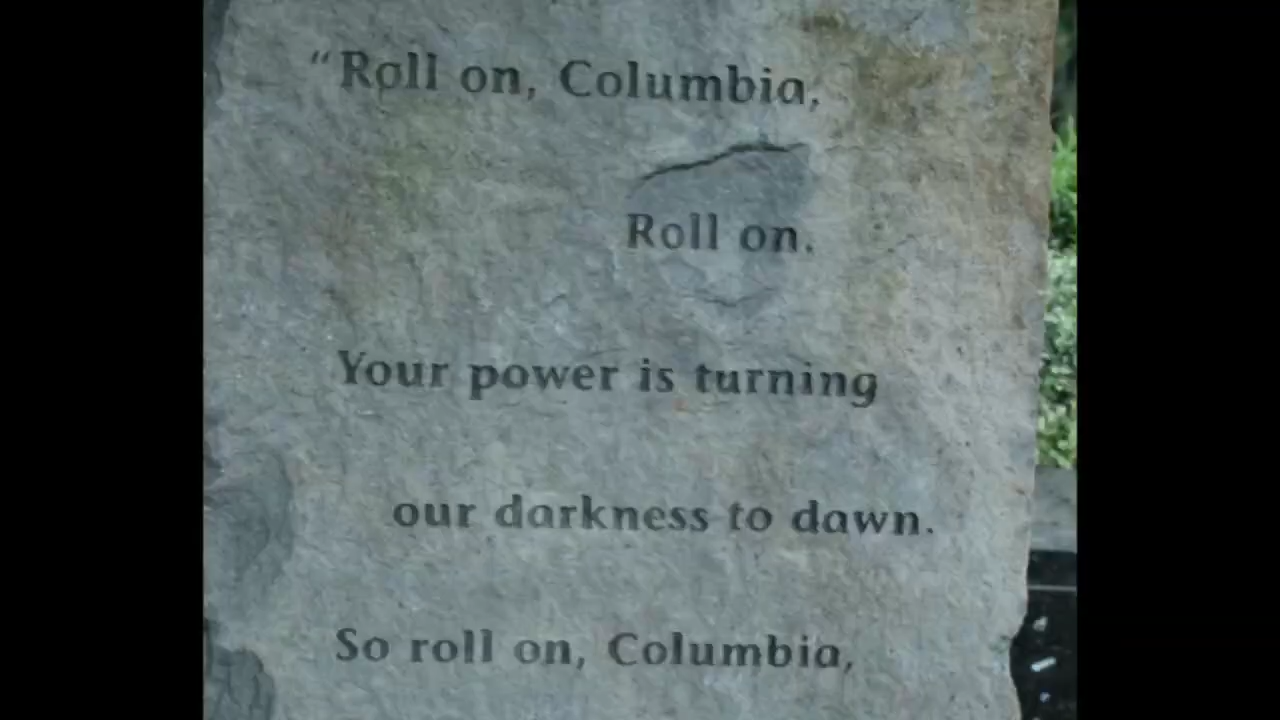 “Roll on, Columbia,
Roll on.
Your power is turning
our darkness to dawn.
So roll on, Columbia,